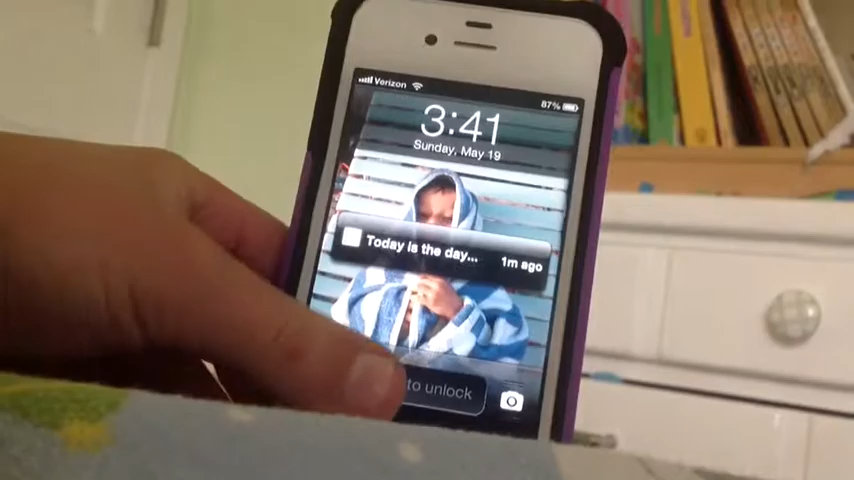 Verizon 87%
3:41
Sunday, May 19
Today is the day... 1m ago
to unlock